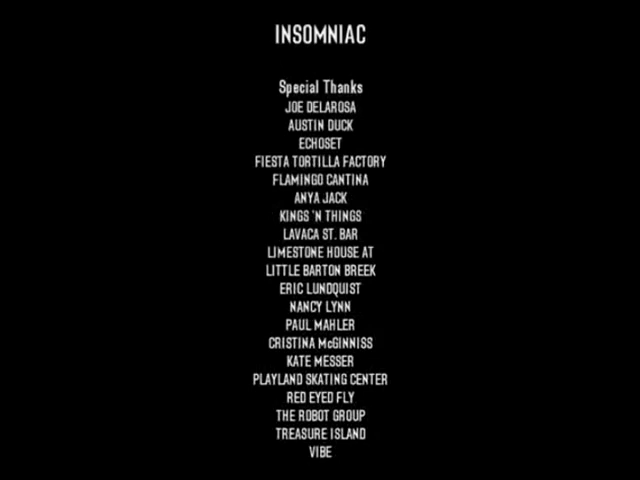 INSOMNIAC
Special Thanks
JOE DELAROSA
AUSTIN DUCK
ECHOSET
FIESTA TORTILLA FACTORY
FLAMINGO CANTINA
ANYA JACK
KINGS 'N THINGS
LAVACA ST. BAR
LIMESTONE HOUSE AT
LITTLE BARTON BREEK
ERIC LUNDQUIST
NANCY LYNN
PAUL MAHLER
CRISTINA McGINNISS
KATE MESSER
PLAYLAND SKATING CENTER
RED EYED FLY
THE ROBOT GROUP
TREASURE ISLAND
VIBE